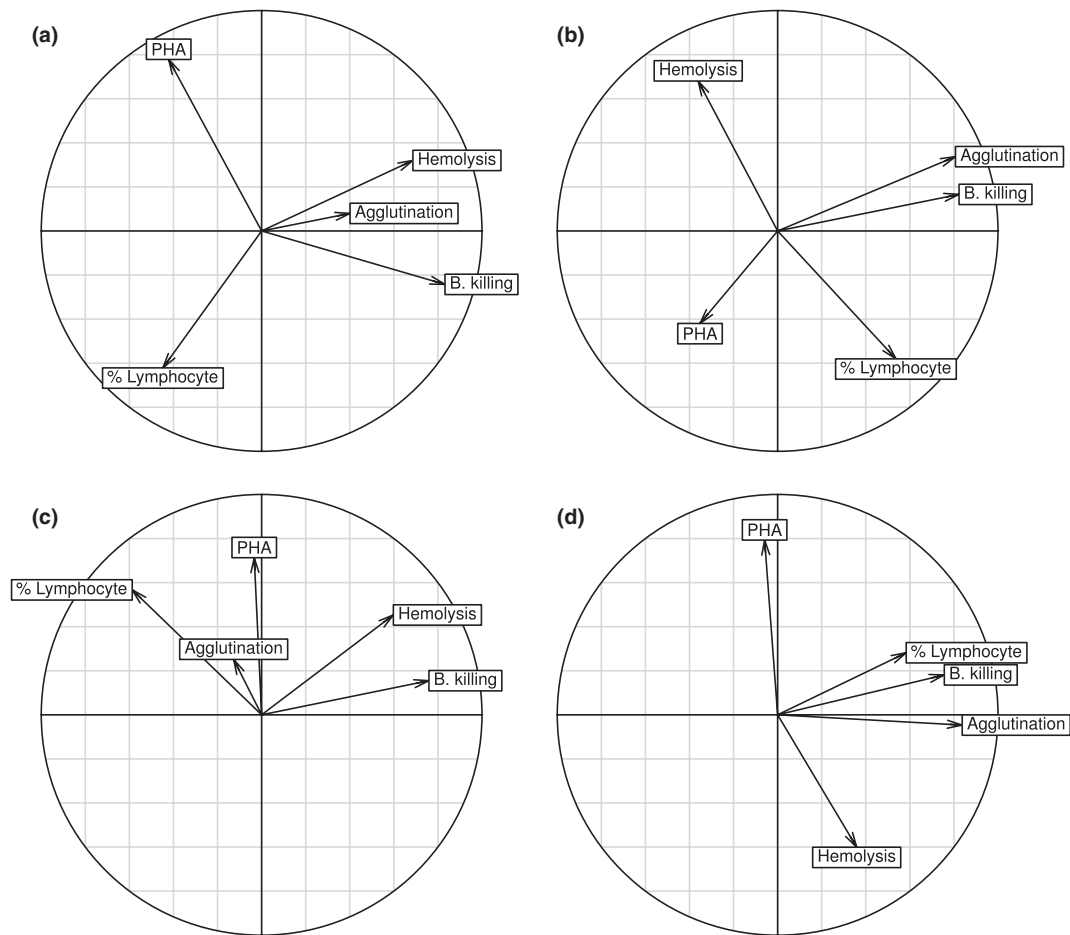 (a)
PHA
Hemolysis
Agglutination
B. killing
% Lymphocyte
(b)
Hemolysis
Agglutination
B. killing
PHA
% Lymphocyte
(c)
PHA
% Lymphocyte
Hemolysis
Agglutination
B. killing
(d)
PHA
% Lymphocyte
B. killing
Agglutination
Hemolysis